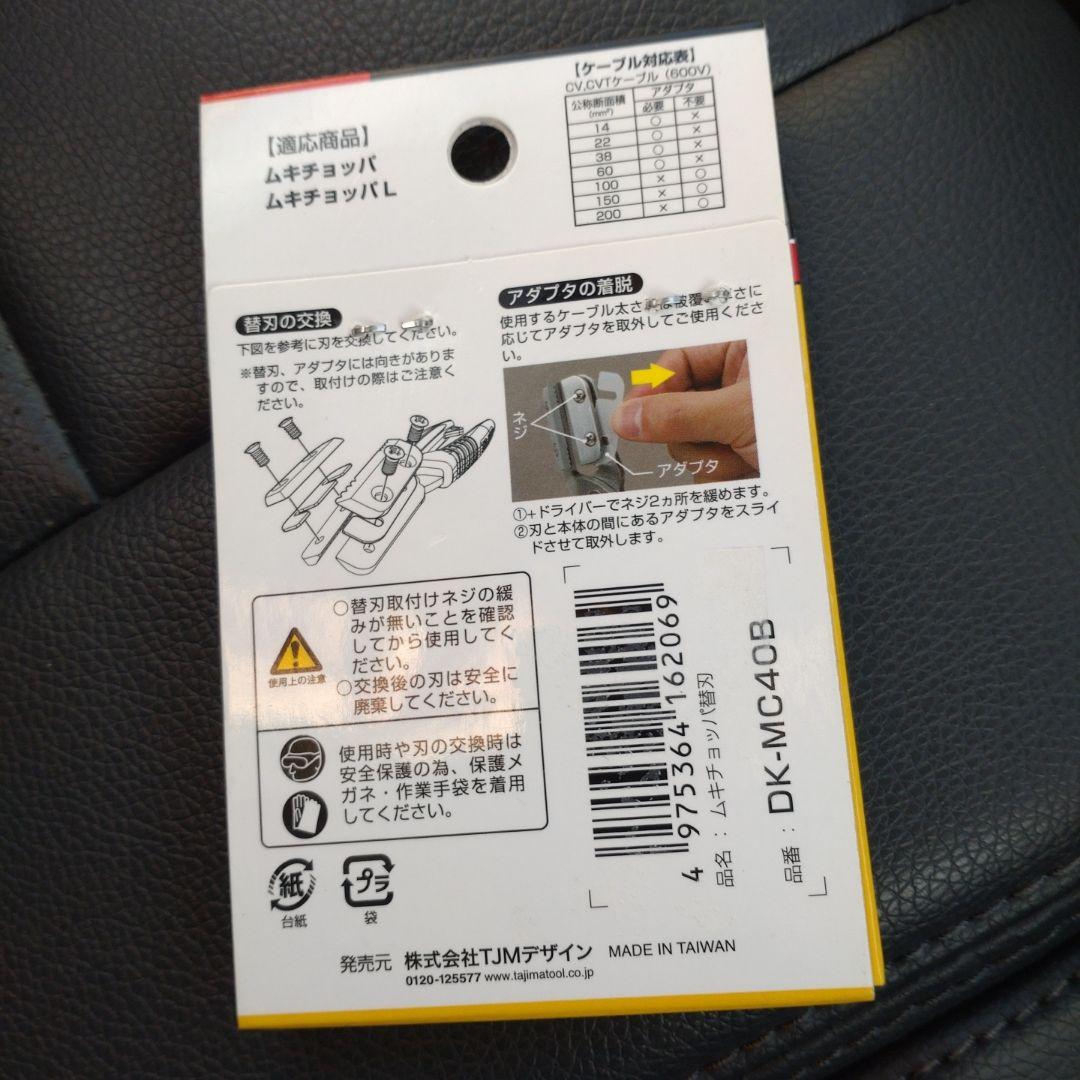 【適応商品】
ムキチョッパ
ムキチョッパL
【ケーブル対応表】
CV,CVTケーブル（600V）
公称断面積(mm²) アダプタ
必要 不要
14 ○ ×
22 ○ ×
38 ○ ×
60 ○ ×
100 × ○
150 × ○
200 × ○
替刃の交換
下図を参考に刃を交換してください。
※替刃、アダプタには向きがありま
すので、取付けの際はご注意く
ださい。
アダプタの着脱
使用するケーブル太さ は被覆 さに
応じてアダプタを取外してご使用くださ
い。
ネジ
アダプタ
①+ドライバーでネジ2ヵ所を緩めます。
②刃と本体の間にあるアダプタをスライ
ドさせて取外します。
使用上の注意
○替刃取付けネジの緩
みが無いことを確認
してから使用してく
ださい。
○交換後の刃は安全に
廃棄してください。
使用時や刃の交換時は
安全保護の為、保護メ
ガネ・作業手袋を着用
してください。
4 975364 162069
品名：ムキチョッパ替刃
品番：DK-MC40B
紙
台紙
プラ
袋
発売元 株式会社TJMデザイン MADE IN TAIWAN
0120-125577 www.tajimatool.co.jp